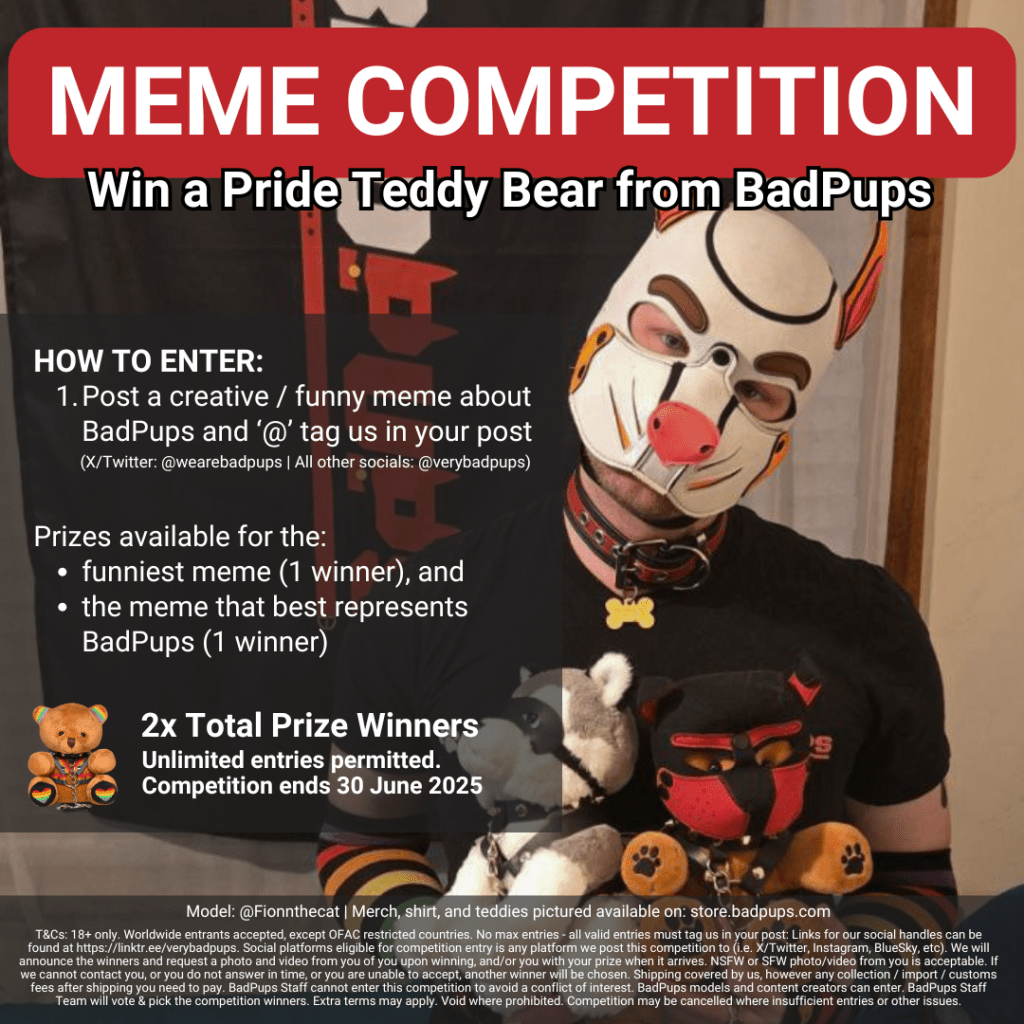 MEME COMPETITION
Win a Pride Teddy Bear from BadPups
HOW TO ENTER:
1. Post a creative / funny meme about
BadPups and ‘@’ tag us in your post
(X/Twitter: @wearebadpups | All other socials: @verybadpups)
Prizes available for the:
• funniest meme (1 winner), and
• the meme that best represents
BadPups (1 winner)
2x Total Prize Winners
Unlimited entries permitted.
Competition ends 30 June 2025
Model: @Fionnthecat | Merch, shirt, and teddies pictured available on: store.badpups.com
T&Cs: 18+ only. Worldwide entrants accepted, except OFAC restricted countries. No max entries - all valid entries must tag us in your post. Links for our social handles can be
found at https://linktr.ee/verybadpups. Social platforms eligible for competition entry is any platform we post this competition to (i.e. X/Twitter, Instagram, BlueSky, etc). We will
announce the winners and request a photo and video from you of you upon winning, and/or you with your prize when it arrives. NSFW or SFW photo/video from you is acceptable. If
we cannot contact you, or you do not answer in time, or you are unable to accept, another winner will be chosen. Shipping covered by us, however any collection / import / customs
fees after shipping you need to pay. BadPups Staff cannot enter this competition to avoid a conflict of interest. BadPups models and content creators can enter. BadPups Staff
Team will vote & pick the competition winners. Extra terms may apply. Void where prohibited. Competition may be cancelled where insufficient entries or other issues.